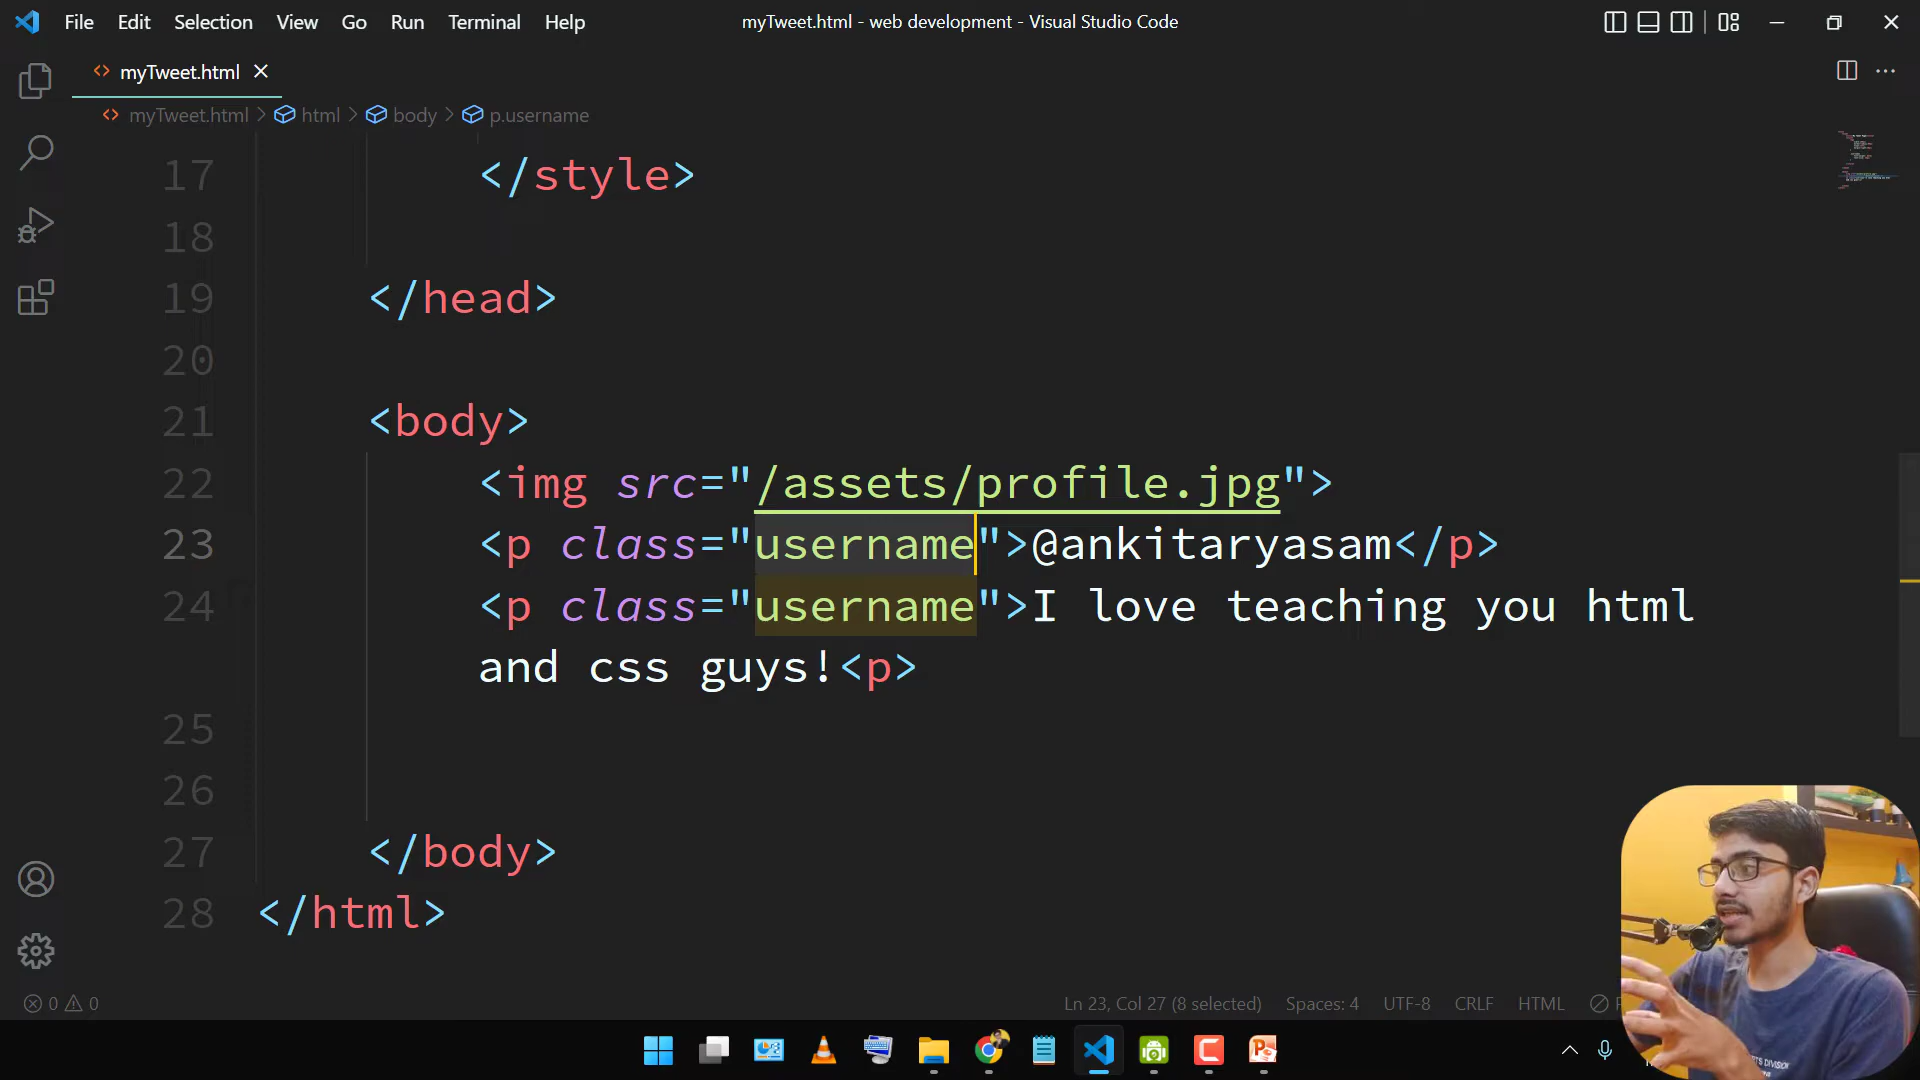 File Edit Selection View Go Run Terminal Help myTweet.html - web development - Visual Studio Code
myTweet.html
myTweet.html html body p.username
17 </style>
18
19 </head>
20
21 <body>
22 <img src="/assets/profile.jpg">
23 <p class="username">@ankitaryasam</p>
24 <p class="username">I love teaching you html
and css guys!<p>
25
26
27 </body>
28 </html>
0 0 Ln 23, Col 27 (8 selected) Spaces: 4 UTF-8 CRLF HTML